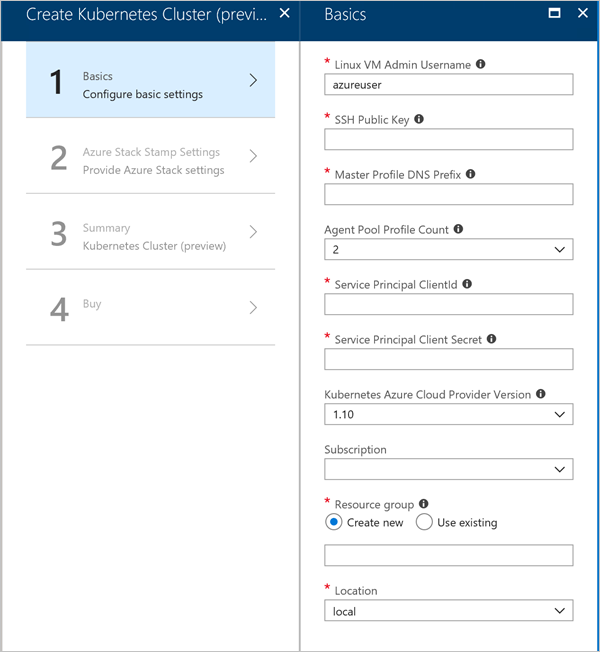 Create Kubernetes Cluster (previ...
1
Basics
Configure basic settings
2
Azure Stack Stamp Settings
Provide Azure Stack settings
3
Summary
Kubernetes Cluster (preview)
4
Buy
Basics
* Linux VM Admin Username
azureuser
* SSH Public Key
* Master Profile DNS Prefix
Agent Pool Profile Count
2
* Service Principal ClientId
* Service Principal Client Secret
Kubernetes Azure Cloud Provider Version
1.10
Subscription
* Resource group
Create new Use existing
* Location
local